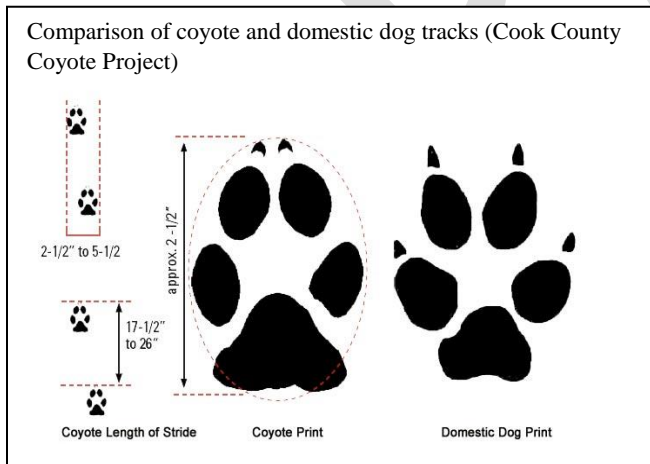 Comparison of coyote and domestic dog tracks (Cook County
Coyote Project)
2-1/2" to 5-1/2
17-1/2"
to 26"
approx. 2 -1/2"
Coyote Length of Stride
Coyote Print
Domestic Dog Print